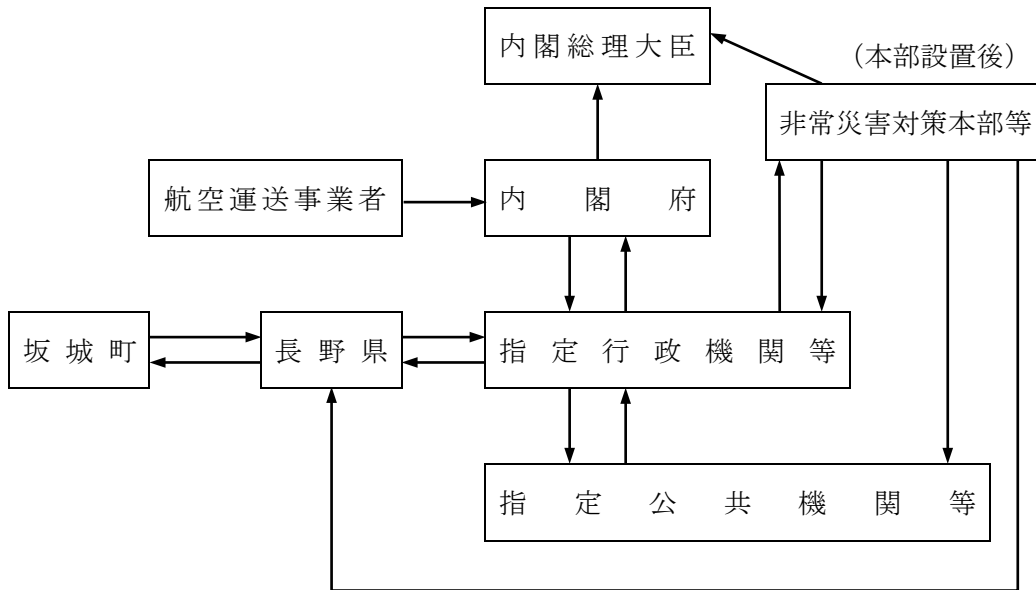 内閣総理大臣
（本部設置後）
非常災害対策本部等
航空運送事業者
内閣府
坂城町
長野県
指定行政機関等
指定公共機関等